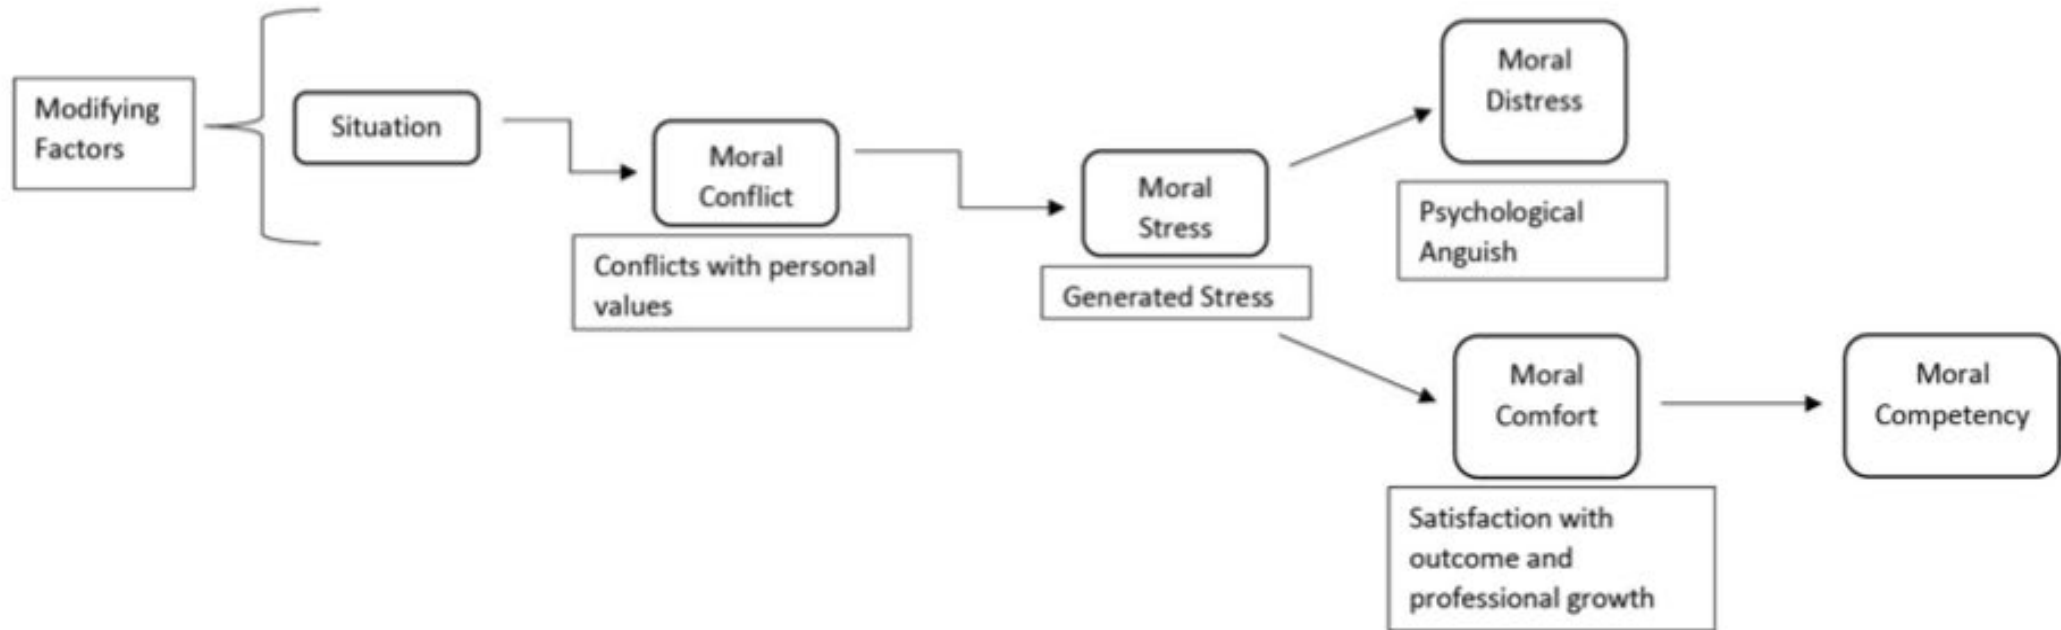 Modifying
Factors
Situation
Moral
Conflict
Conflicts with personal
values
Moral
Stress
Generated Stress
Moral
Distress
Psychological
Anguish
Moral
Comfort
Satisfaction with
outcome and
professional growth
Moral
Competency